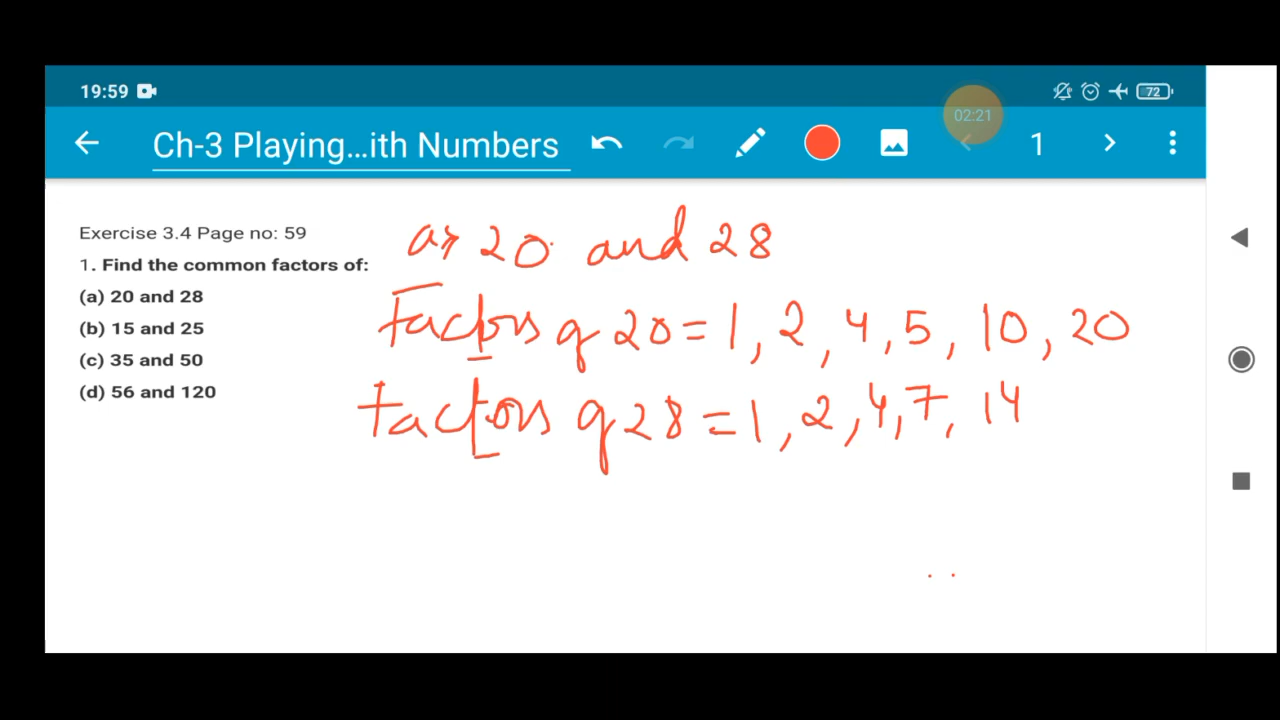 19:59
72
02:21
Ch-3 Playing...ith Numbers
1
Exercise 3.4 Page no: 59
1. Find the common factors of:
(a) 20 and 28
(b) 15 and 25
(c) 35 and 50
(d) 56 and 120
a> 20 and 28
Factors of 20 = 1, 2, 4, 5, 10, 20
factors of 28 = 1, 2, 4, 7, 14